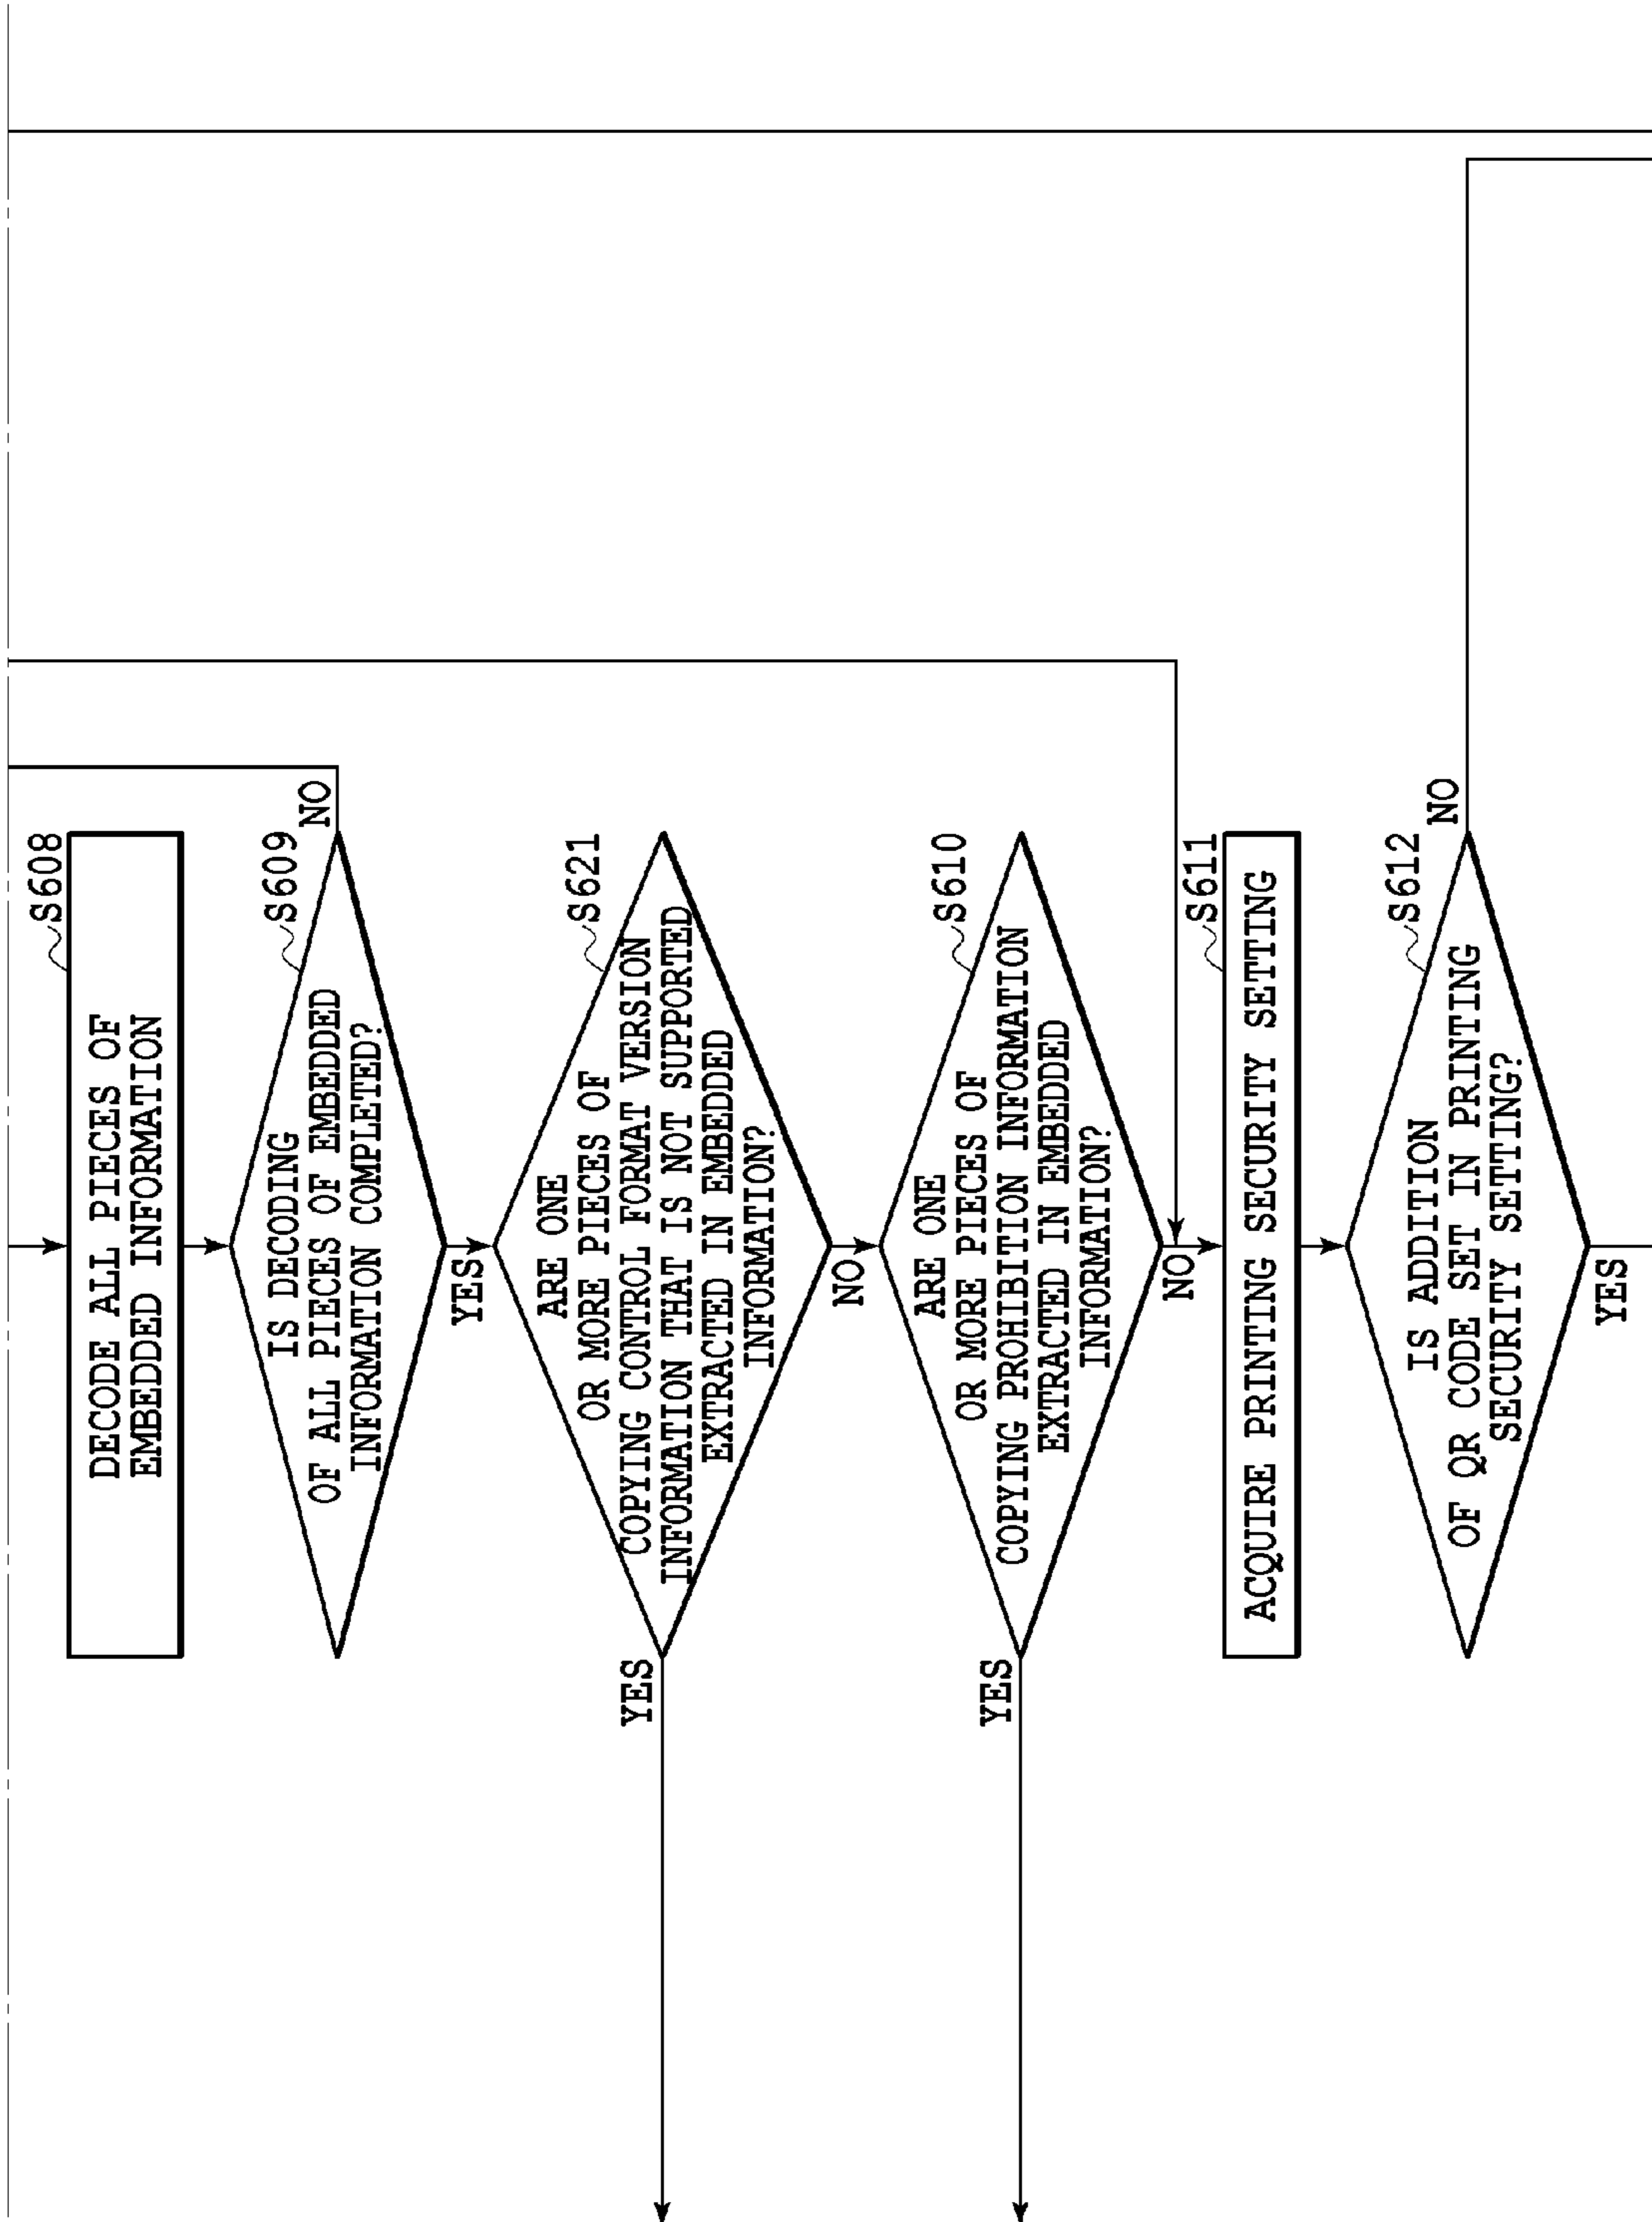 S608
DECODE ALL PIECES OF
EMBEDDED INFORMATION
S609
IS DECODING
OF ALL PIECES OF EMBEDDED
INFORMATION COMPLETED?
NO
YES
S621
ARE ONE
OR MORE PIECES OF
COPYING CONTROL FORMAT VERSION
INFORMATION THAT IS NOT SUPPORTED
EXTRACTED IN EMBEDDED
INFORMATION?
YES
NO
S610
ARE ONE
OR MORE PIECES OF
COPYING PROHIBITION INFORMATION
EXTRACTED IN EMBEDDED
INFORMATION?
YES
NO
S611
ACQUIRE PRINTING SECURITY SETTING
S612
IS ADDITION
OF QR CODE SET IN PRINTING
SECURITY SETTING?
NO
YES